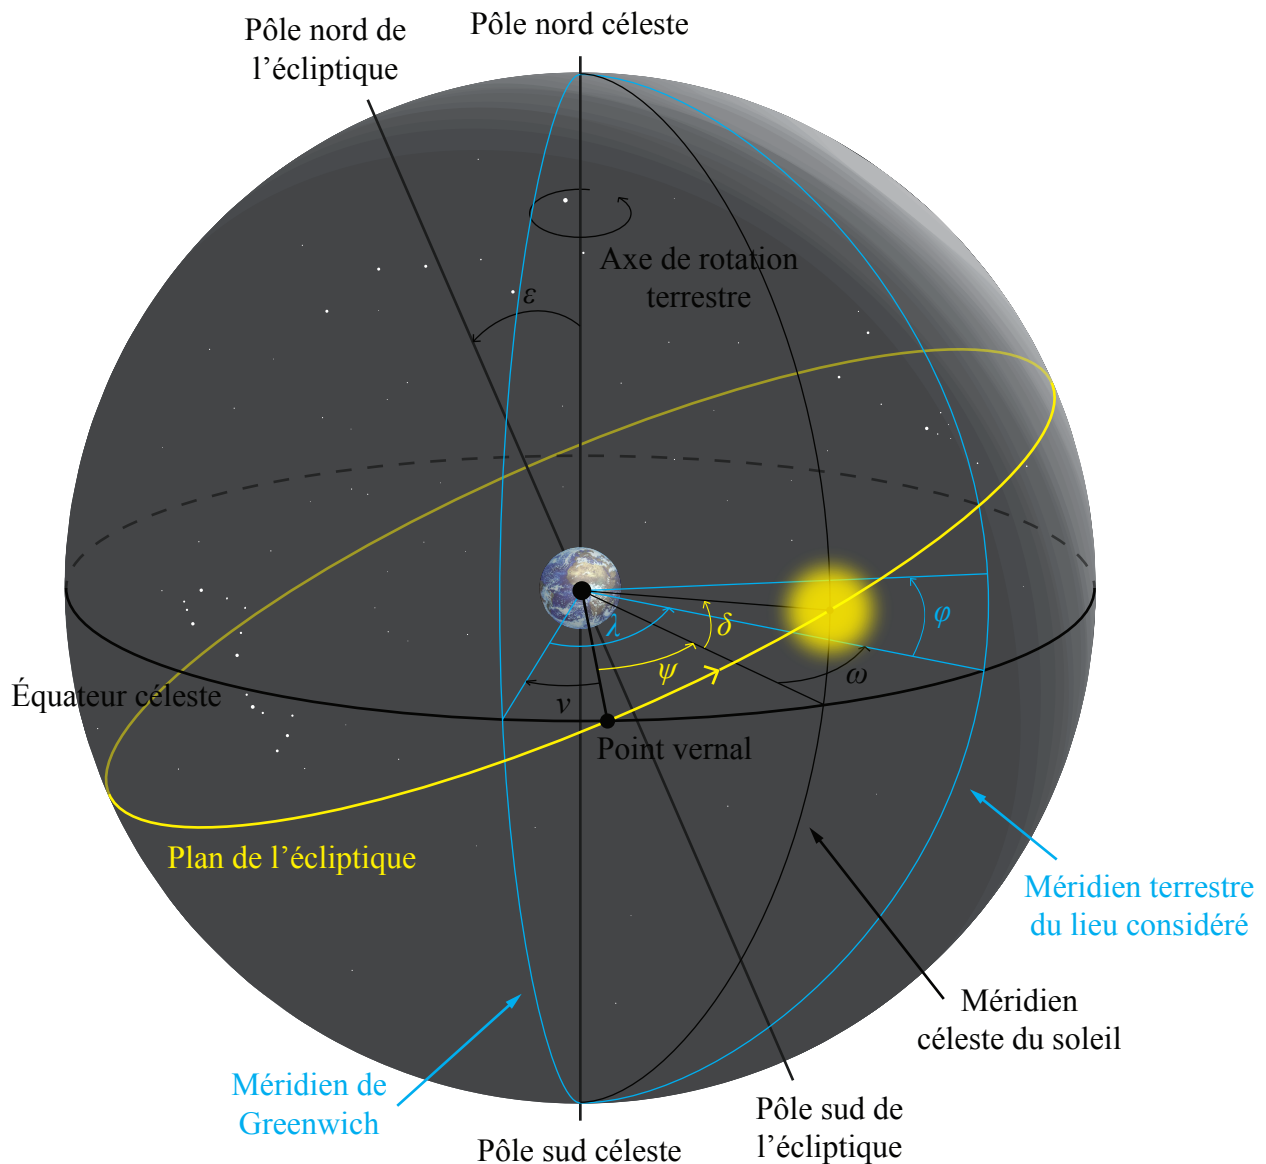 Pôle nord de
l’écliptique
Pôle nord céleste
Axe de rotation
terrestre
ε
λ
δ
φ
ψ
ω
ν
Équateur céleste
Point vernal
Plan de l’écliptique
Méridien terrestre
du lieu considéré
Méridien
céleste du soleil
Méridien de
Greenwich
Pôle sud de
l’écliptique
Pôle sud céleste